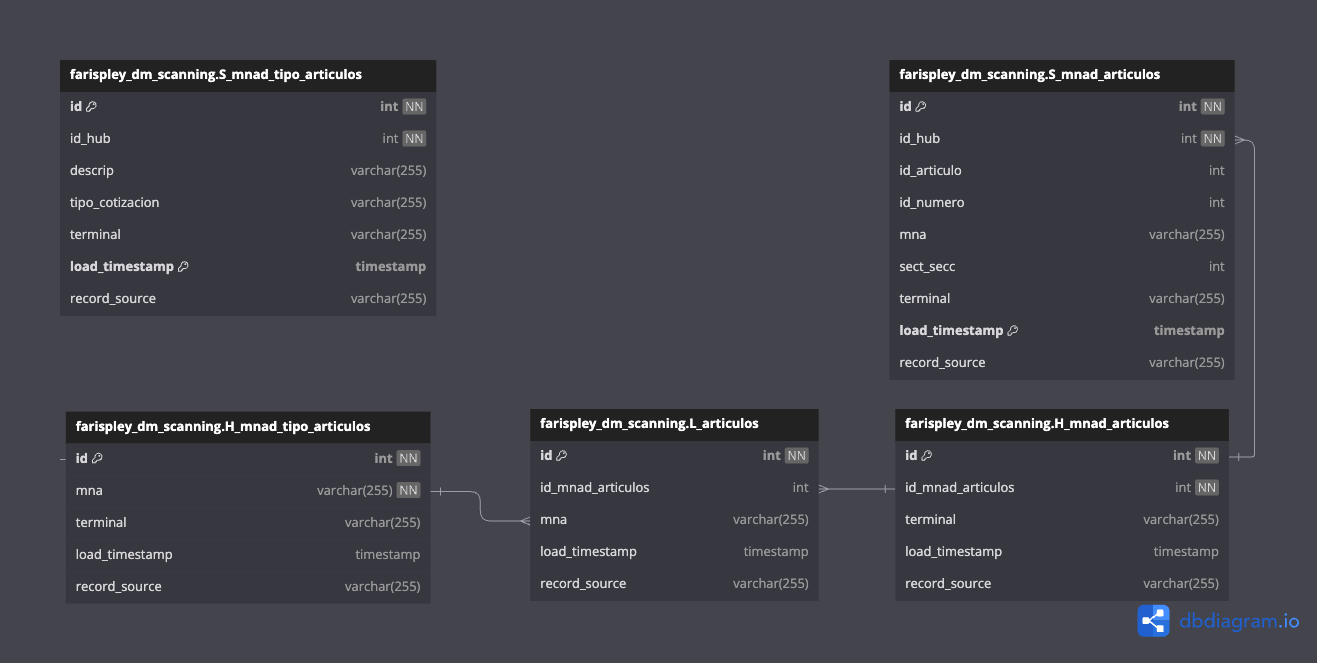 farispley_dm_scanning.S_mnad_tipo_articulos
id int NN
id_hub int NN
descrip varchar(255)
tipo_cotizacion varchar(255)
terminal varchar(255)
load_timestamp timestamp
record_source varchar(255)
farispley_dm_scanning.S_mnad_articulos
id int NN
id_hub int NN
id_articulo int
id_numero int
mna varchar(255)
sect_secc int
terminal varchar(255)
load_timestamp timestamp
record_source varchar(255)
farispley_dm_scanning.H_mnad_tipo_articulos
id int NN
mna varchar(255) NN
terminal varchar(255)
load_timestamp timestamp
record_source varchar(255)
farispley_dm_scanning.L_articulos
id int NN
id_mnad_articulos int
mna varchar(255)
load_timestamp timestamp
record_source varchar(255)
farispley_dm_scanning.H_mnad_articulos
id int NN
id_mnad_articulos int NN
terminal varchar(255)
load_timestamp timestamp
record_source varchar(255)
dbdiagram.io